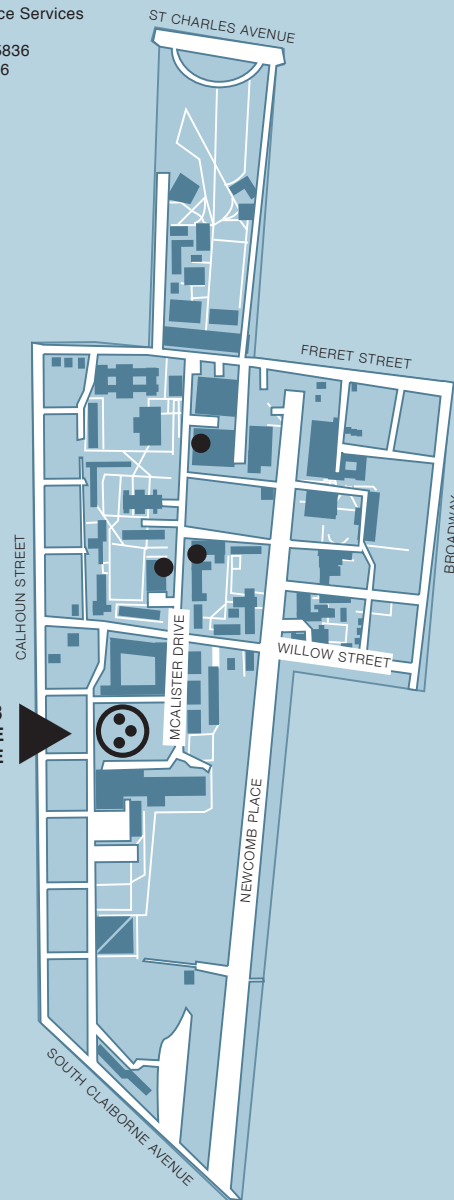 ce Services
5836
6
ST CHARLES AVENUE
FRERET STREET
BROADWAY
CALHOUN STREET
WILLOW STREET
MCALISTER DRIVE
NEWCOMB PLACE
SOUTH CLAIBORNE AVENUE